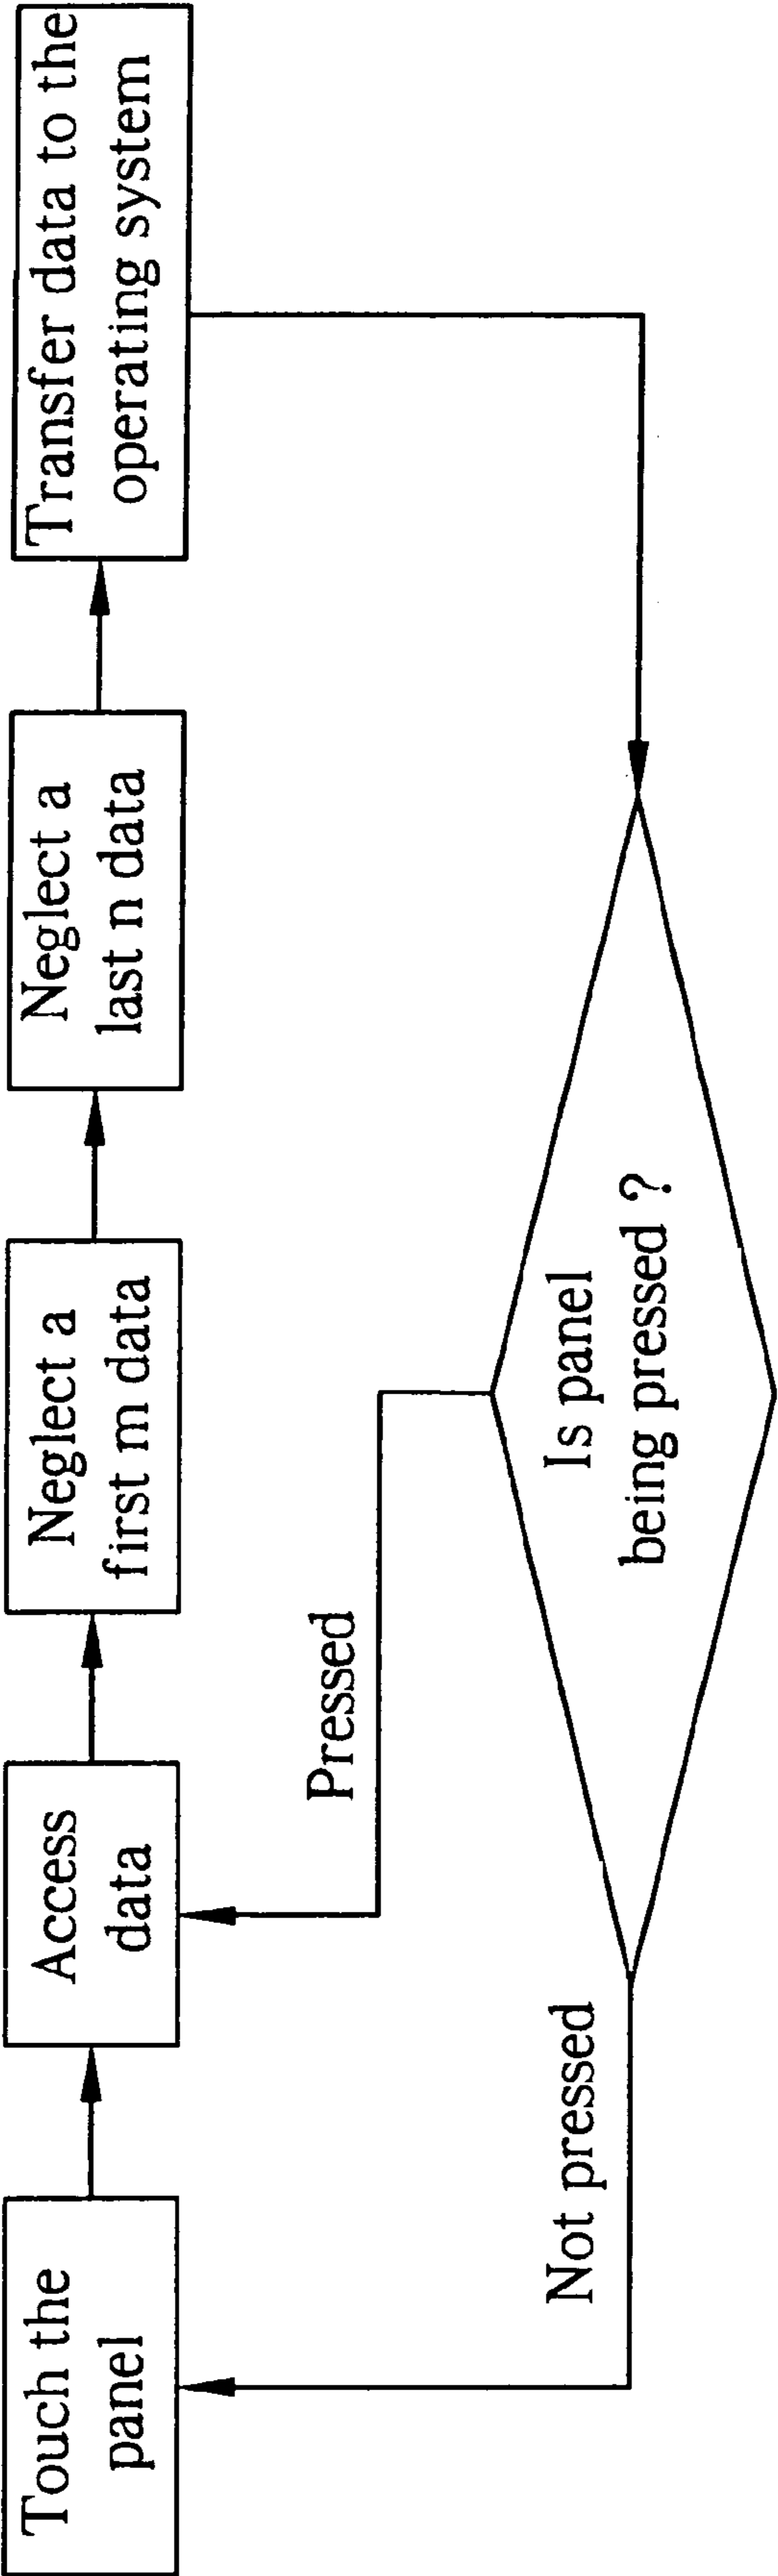 Touch the
panel
Access
data
Neglect a
first m data
Neglect a
last n data
Transfer data to the
operating system
Pressed
Not pressed
Is panel
being pressed ?